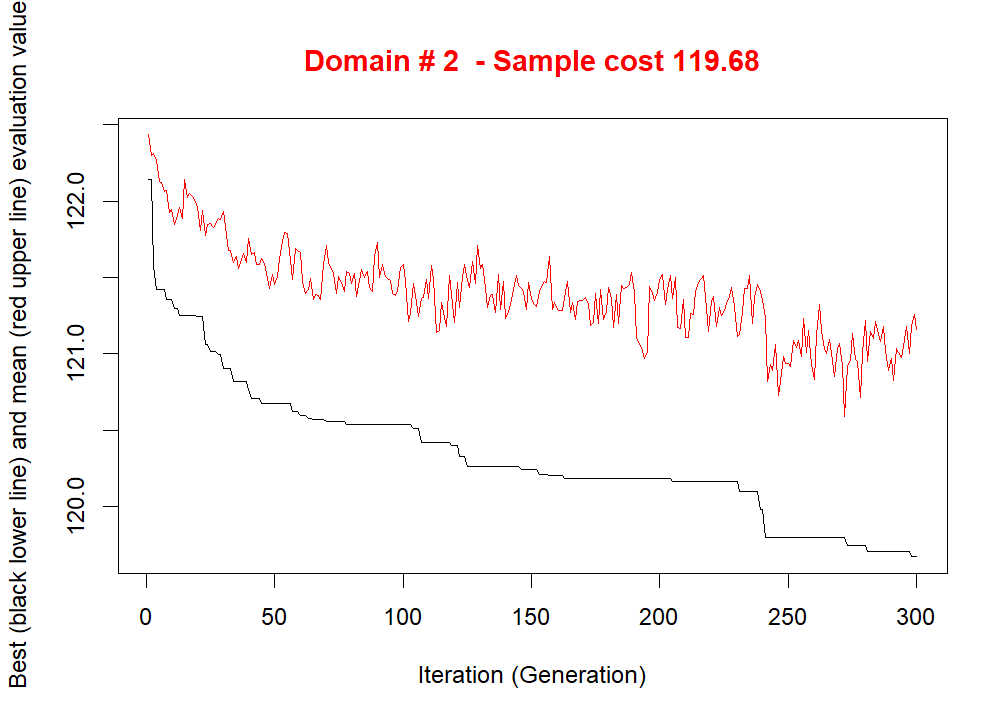 Domain # 2  - Sample cost 119.68
Best (black lower line) and mean (red upper line) evaluation value
122.0
121.0
120.0
0 50 100 150 200 250 300
Iteration (Generation)